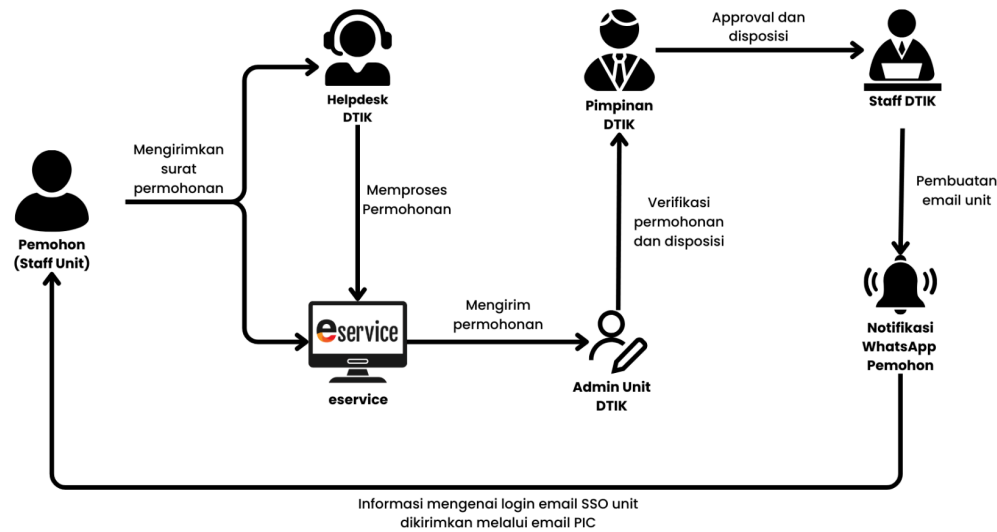 Approval dan
disposisi
Helpdesk
DTIK
Pimpinan
DTIK
Staff DTIK
Mengirimkan
surat
permohonan
Memproses
Permohonan
Verifikasi
permohonan
dan disposisi
Pembuatan
email unit
Pemohon
(Staff Unit)
eservice
eservice
Mengirim
permohonan
Admin Unit
DTIK
Notifikasi
WhatsApp
Pemohon
Informasi mengenai login email SSO unit
dikirimkan melalui email PIC